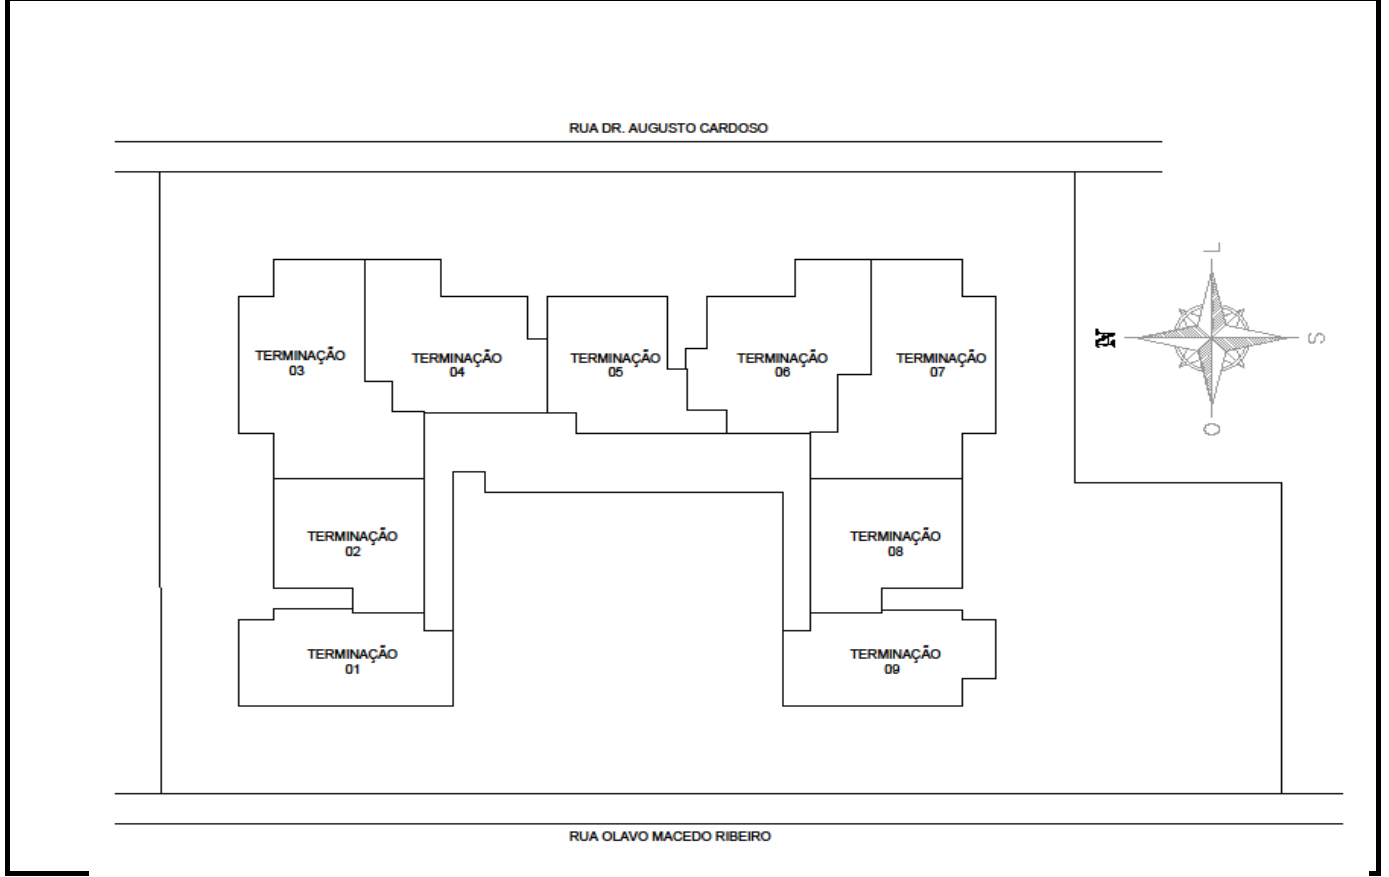 RUA DR. AUGUSTO CARDOSO
L
TERMINAÇÃO
03
TERMINAÇÃO
04
TERMINAÇÃO
05
TERMINAÇÃO
06
TERMINAÇÃO
07
N
S
O
TERMINAÇÃO
02
TERMINAÇÃO
08
TERMINAÇÃO
01
TERMINAÇÃO
09
RUA OLAVO MACEDO RIBEIRO